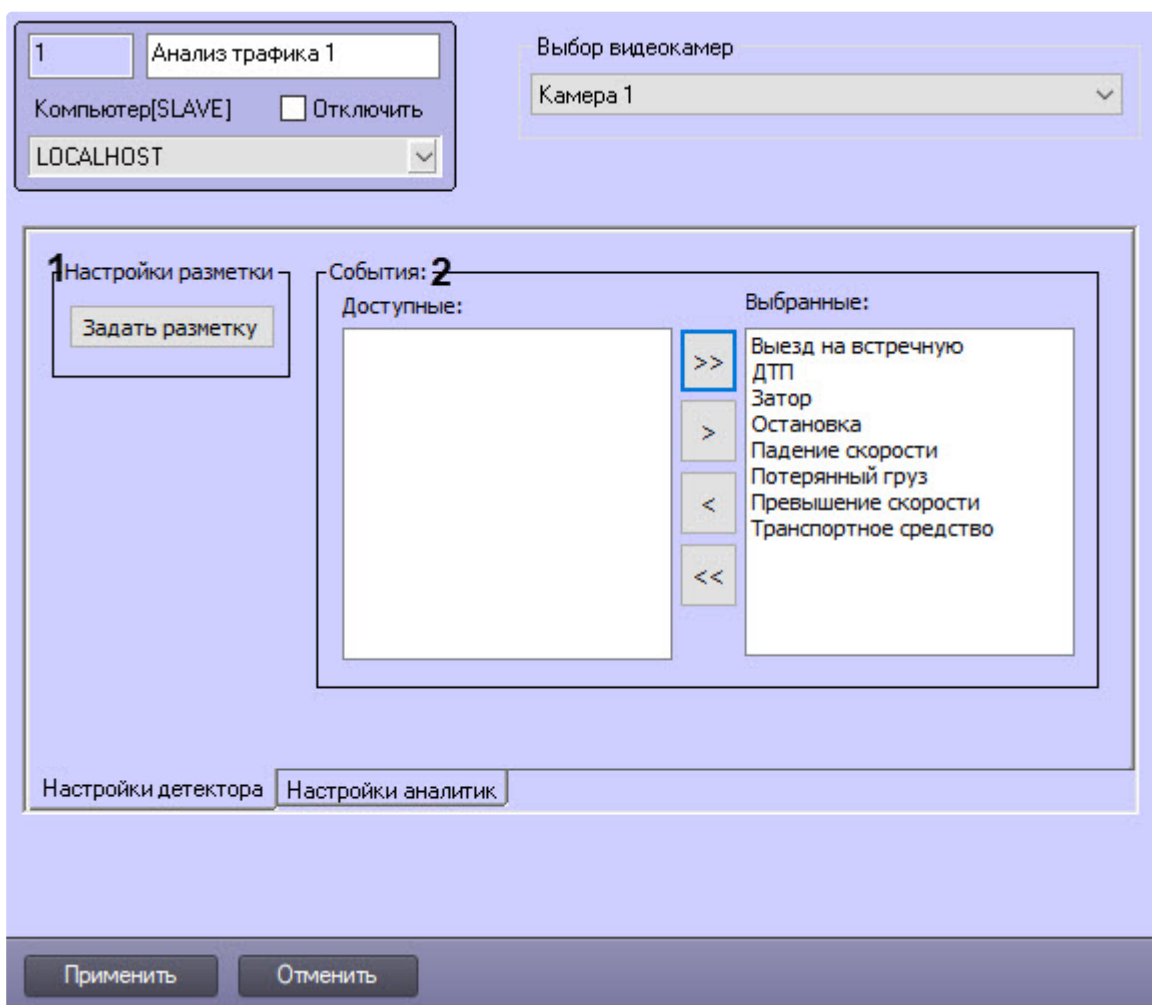 1
Анализ трафика 1
Компьютер[SLAVE]
Отключить
LOCALHOST
Выбор видеокамер
Камера 1
1
Настройки разметки
Задать разметку
События:
2
Доступные:
>>
>
<
<<
Выбранные:
Выезд на встречную
ДТП
Затор
Остановка
Падение скорости
Потерянный груз
Превышение скорости
Транспортное средство
Настройки детектора
Настройки аналитик
Применить
Отменить